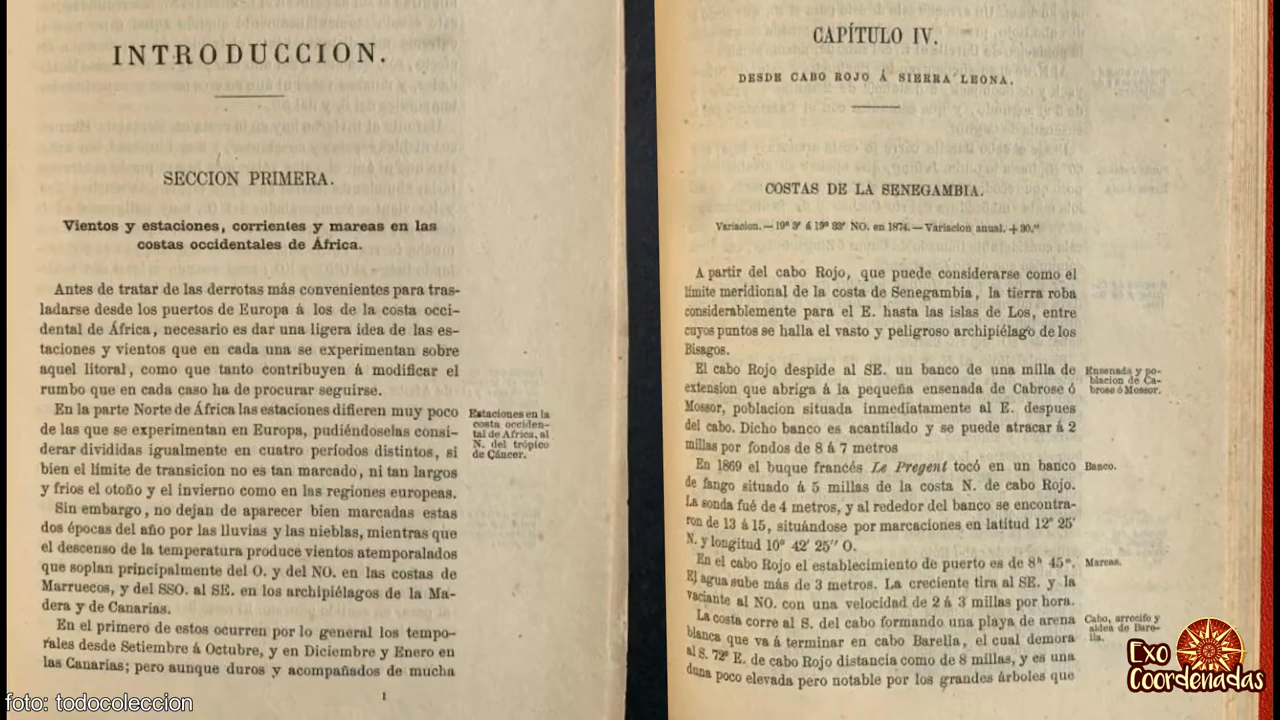 INTRODUCCION.
SECCION PRIMERA.
Vientos y estaciones, corrientes y mareas en las
costas occidentales de África.
Antes de tratar de las derrotas más convenientes para tras-
ladarse desde los puertos de Europa á los de la costa occi-
dental de África, necesario es dar una ligera idea de las es-
taciones y vientos que en cada una se experimentan sobre
aquel litoral, como que tanto contribuyen á modificar el
rumbo que en cada caso ha de procurar seguirse.
En la parte Norte de África las estaciones difieren muy poco
de las que se experimentan en Europa, pudiéndoselas consi-
derar divididas igualmente en cuatro períodos distintos, si
bien el límite de transicion no es tan marcado, ni tan largos
y frios el otoño y el invierno como en las regiones europeas.
Sin embargo, no dejan de aparecer bien marcadas estas
dos épocas del año por las lluvias y las nieblas, mientras que
el descenso de la temperatura produce vientos atemporalados
que soplan principalmente del O. y del NO. en las costas de
Marruecos, y del SSO. al SE. en los archipiélagos de la Ma-
dera y de Canarias.
En el primero de estos ocurren por lo general los tempo-
rales desde Setiembre á Octubre, y en Diciembre y Enero en
las Canarias; pero aunque duros y acompañados de mucha
1
Estaciones en la
costa occiden-
tal de África, al
N. del trópico
de Cáncer.
CAPÍTULO IV.
DESDE CABO ROJO Á SIERRA LEONA.
COSTAS DE LA SENEGAMBIA.
Variacion.—19° 3' á 19° 33' NO. en 1874.—Variacion anual. + 30."
A partir del cabo Rojo, que puede considerarse como el
límite meridional de la costa de Senegambia, la tierra roba
considerablemente para el E. hasta las islas de Los, entre
cuyos puntos se halla el vasto y peligroso archipiélago de los
Bisagos.
El cabo Rojo despide al SE. un banco de una milla de
extension que abriga á la pequeña ensenada de Cabrose ó
Mossor, poblacion situada inmediatamente al E. despues
del cabo. Dicho banco es acantilado y se puede atracar á 2
millas por fondos de 8 á 7 metros
En 1869 el buque francés Le Pregent tocó en un banco
de fango situado á 5 millas de la costa N. de cabo Rojo.
La sonda fué de 4 metros, y al rededor del banco se encontra-
ron de 13 á 15, situándose por marcaciones en latitud 12° 25'
N. y longitud 10° 42' 25" O.
En el cabo Rojo el establecimiento de puerto es de 8ʰ 45ᵐ.
El agua sube más de 3 metros. La creciente tira al SE. y la
vaciante al NO. con una velocidad de 2 á 3 millas por hora.
La costa corre al S. del cabo formando una playa de arena
blanca que va á terminar en cabo Barella, el cual demora
al S. 72° E. de cabo Rojo distancia como de 8 millas, y es una
duna poco elevada pero notable por los grandes árboles que
Ensenada y po-
blacion de Ca-
brose ó Mossor.
Banco.
Mareas.
Cabo, arrecife y
aldea de Bare-
lla.
foto: todocoleccion
Exo
Coordenadas